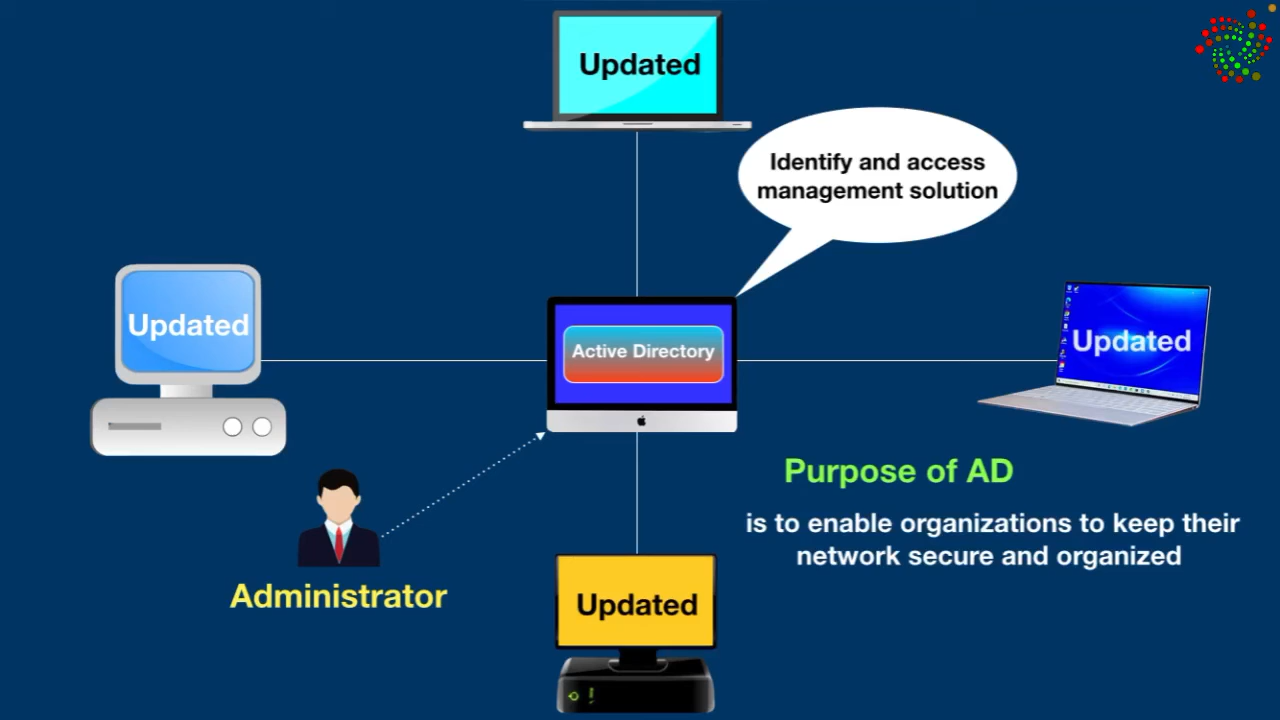 Updated
Identify and access
management solution
Updated
Active Directory
Updated
Purpose of AD
is to enable organizations to keep their
network secure and organized
Administrator
Updated